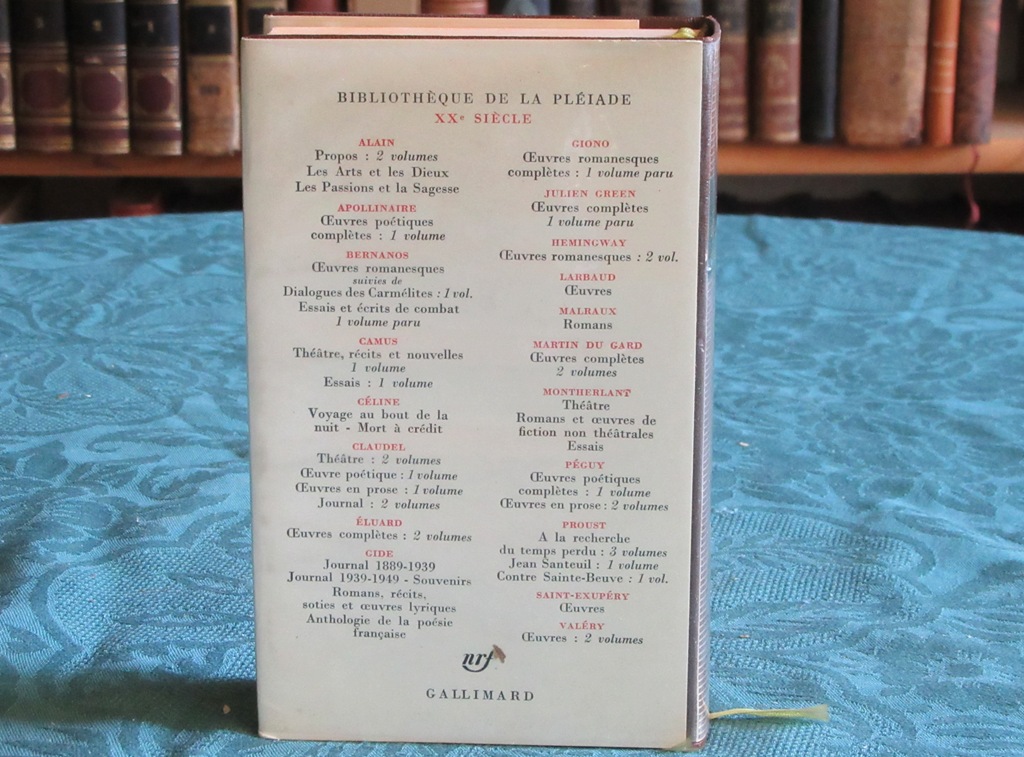 BIBLIOTHÈQUE DE LA PLÉIADE
XXe SIÈCLE
ALAIN
Propos : 2 volumes
Les Arts et les Dieux
Les Passions et la Sagesse
APOLLINAIRE
Œuvres poétiques
complètes : 1 volume
BERNANOS
Œuvres romanesques
suivies de
Dialogues des Carmélites : 1 vol.
Essais et écrits de combat
1 volume paru
CAMUS
Théâtre, récits et nouvelles
1 volume
Essais : 1 volume
CÉLINE
Voyage au bout de la
nuit - Mort à crédit
CLAUDEL
Théâtre : 2 volumes
Œuvre poétique : 1 volume
Œuvres en prose : 1 volume
Journal : 2 volumes
ÉLUARD
Œuvres complètes : 2 volumes
GIDE
Journal 1889-1939
Journal 1939-1949 - Souvenirs
Romans, récits,
soties et œuvres lyriques
Anthologie de la poésie
française
GIONO
Œuvres romanesques
complètes : 1 volume paru
JULIEN GREEN
Œuvres complètes
1 volume paru
HEMINGWAY
Œuvres romanesques : 2 vol.
LARBAUD
Œuvres
MALRAUX
Romans
MARTIN DU GARD
Œuvres complètes
2 volumes
MONTHERLANT
Théâtre
Romans et œuvres de
fiction non théâtrales
Essais
PÉGUY
Œuvres poétiques
complètes : 1 volume
Œuvres en prose : 2 volumes
PROUST
A la recherche
du temps perdu : 3 volumes
Jean Santeuil : 1 volume
Contre Sainte-Beuve : 1 vol.
SAINT-EXUPÉRY
Œuvres
VALÉRY
Œuvres : 2 volumes
nrf
GALLIMARD